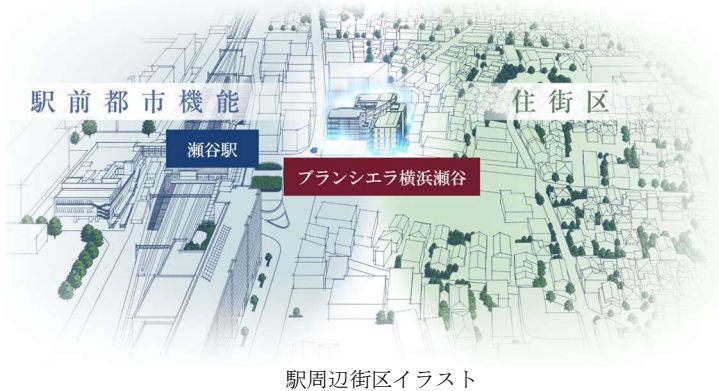 駅前都市機能
住街区
瀬谷駅
ブランシエラ横浜瀬谷
駅周辺街区イラスト